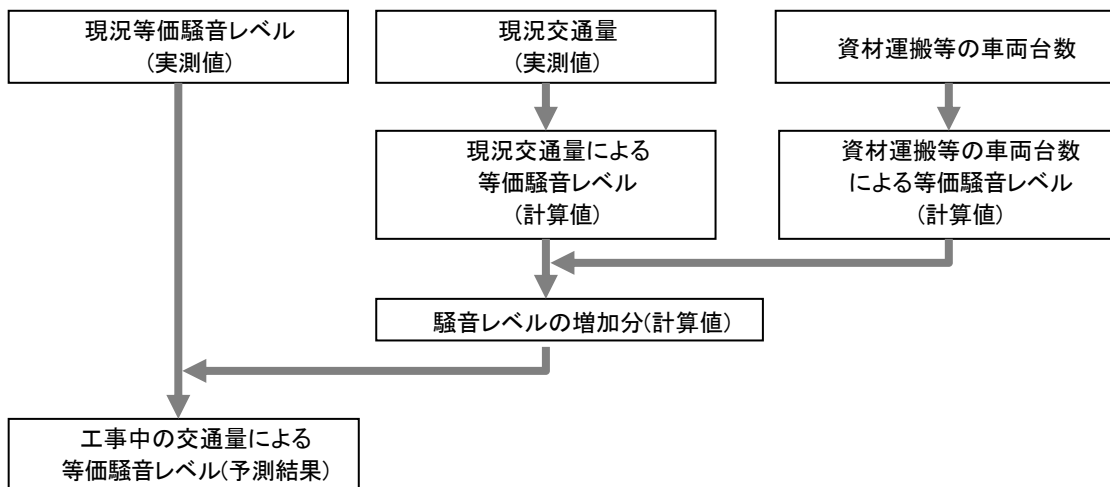 現況等価騒音レベル
(実測値)
現況交通量
(実測値)
資材運搬等の車両台数
現況交通量による
等価騒音レベル
(計算値)
資材運搬等の車両台数
による等価騒音レベル
(計算値)
騒音レベルの増加分(計算値)
工事中の交通量による
等価騒音レベル(予測結果)